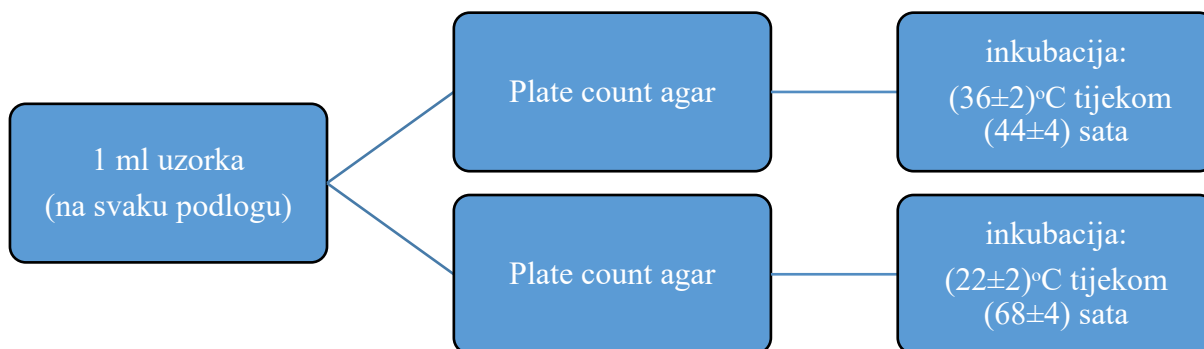 1 ml uzorka
(na svaku podlogu)
Plate count agar
inkubacija:
(36±2)ºC tijekom
(44±4) sata
Plate count agar
inkubacija:
(22±2)ºC tijekom
(68±4) sata